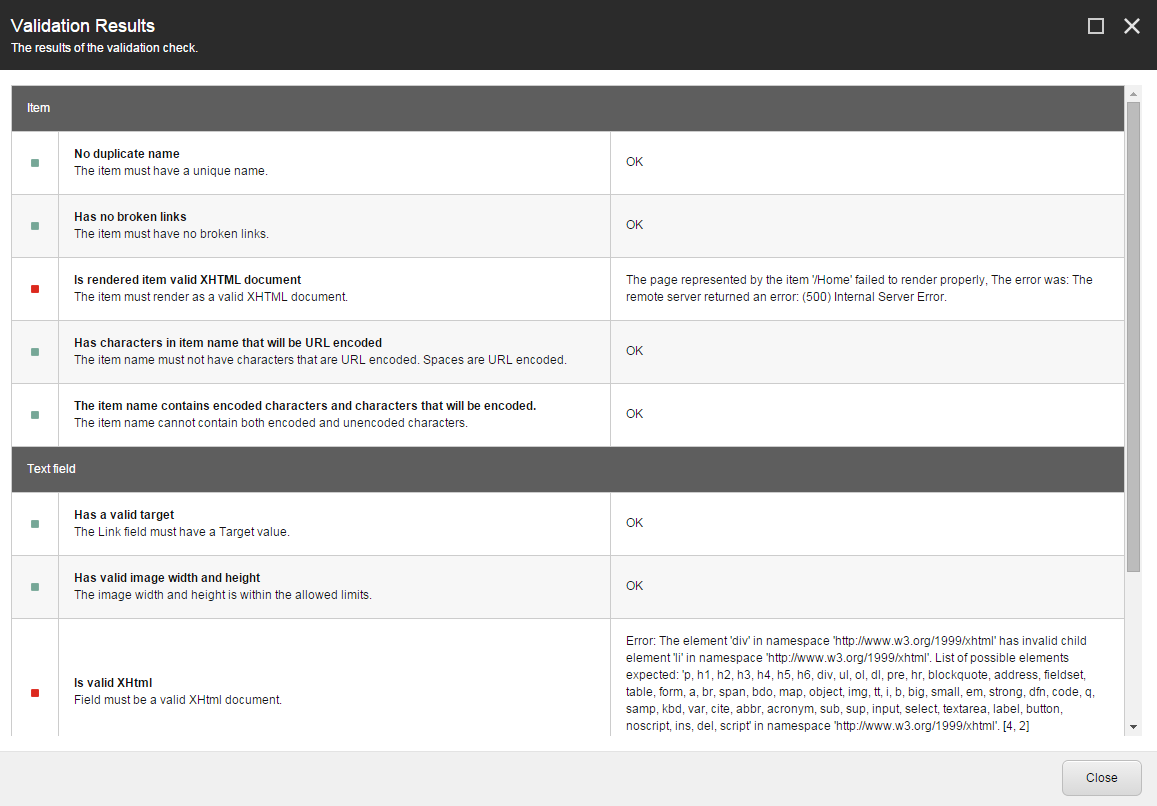 Validation Results
The results of the validation check.
Item
No duplicate name
The item must have a unique name.
OK
Has no broken links
The item must have no broken links.
OK
Is rendered item valid XHTML document
The item must render as a valid XHTML document.
The page represented by the item '/Home' failed to render properly, The error was: The
remote server returned an error: (500) Internal Server Error.
Has characters in item name that will be URL encoded
The item name must not have characters that are URL encoded. Spaces are URL encoded.
OK
The item name contains encoded characters and characters that will be encoded.
The item name cannot contain both encoded and unencoded characters.
OK
Text field
Has a valid target
The Link field must have a Target value.
OK
Has valid image width and height
The image width and height is within the allowed limits.
OK
Is valid XHtml
Field must be a valid XHtml document.
Error: The element 'div' in namespace 'http://www.w3.org/1999/xhtml' has invalid child
element 'li' in namespace 'http://www.w3.org/1999/xhtml'. List of possible elements
expected: 'p, h1, h2, h3, h4, h5, h6, div, ul, ol, dl, pre, hr, blockquote, address, fieldset,
table, form, a, br, span, bdo, map, object, img, tt, i, b, big, small, em, strong, dfn, code, q,
samp, kbd, var, cite, abbr, acronym, sub, sup, input, select, textarea, label, button,
noscript, ins, del, script' in namespace 'http://www.w3.org/1999/xhtml'. [4, 2]
Close